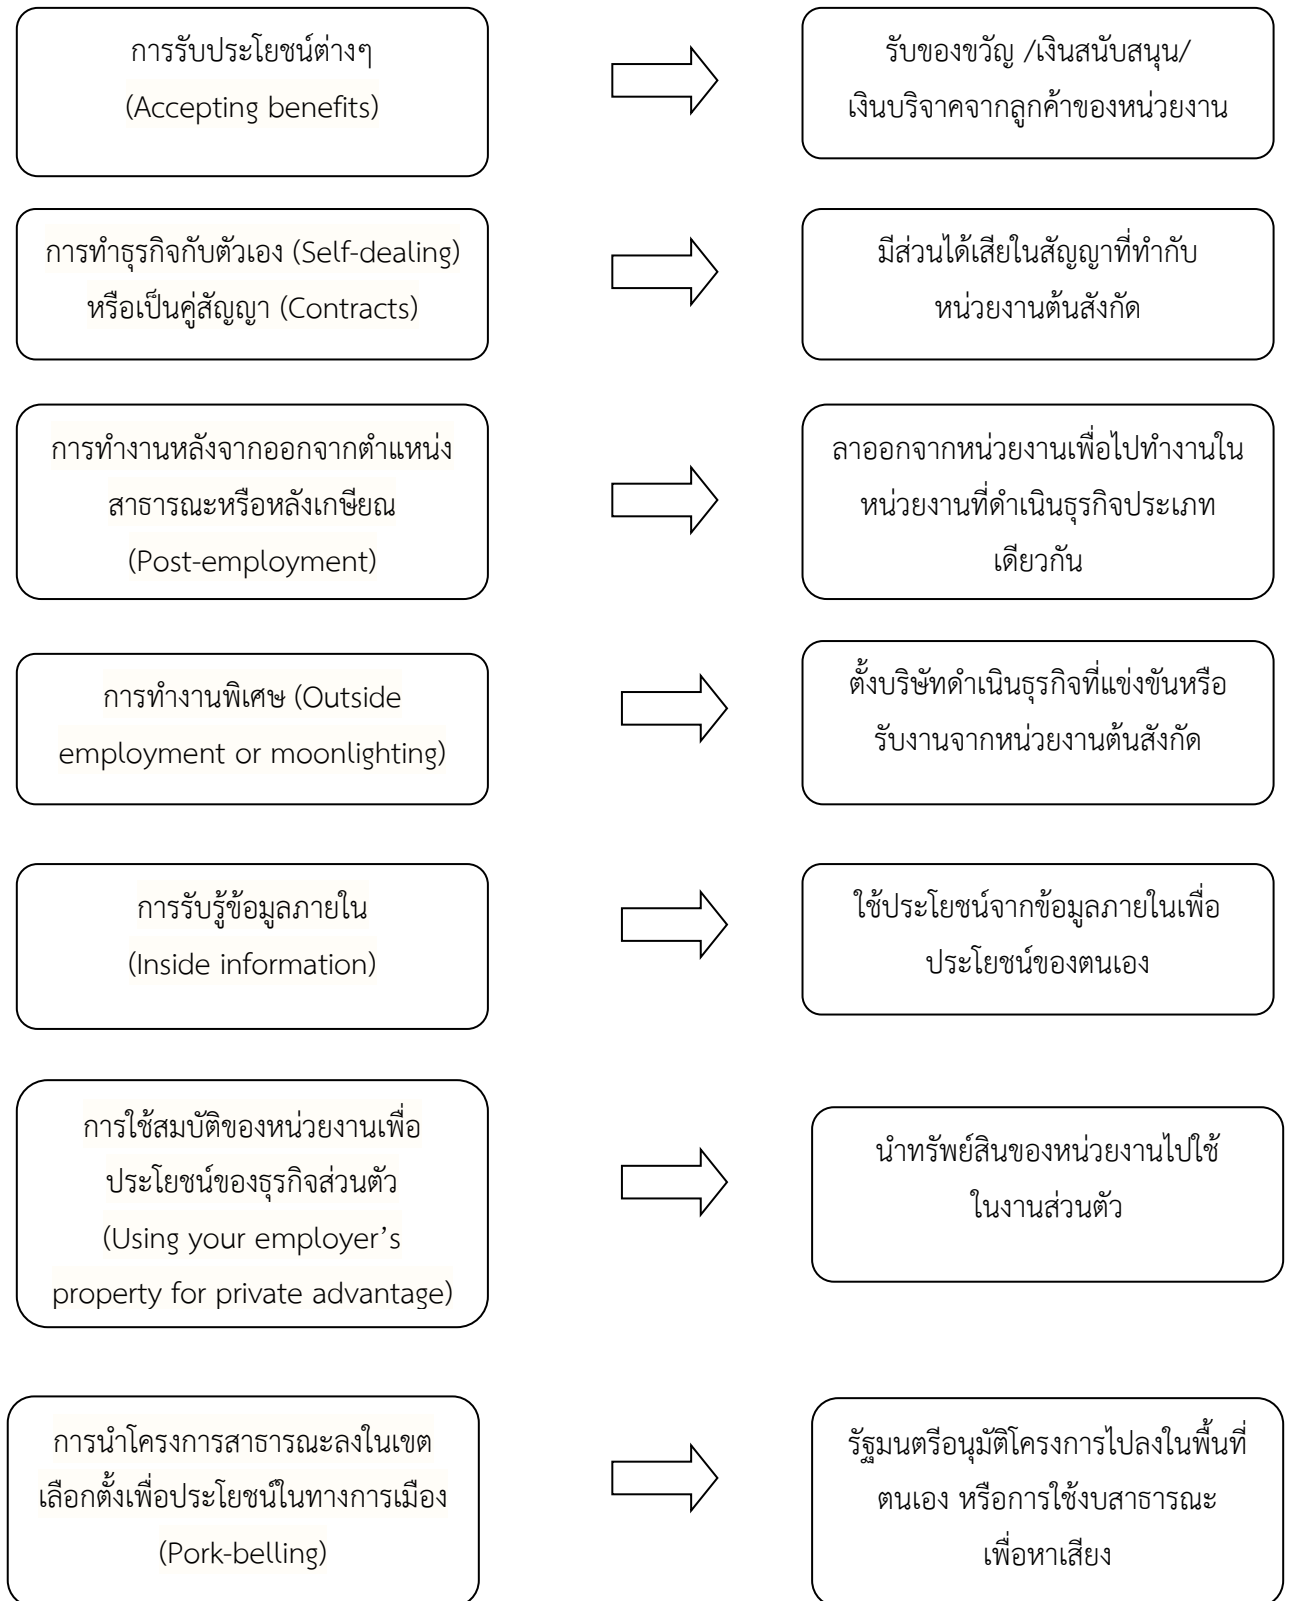 การรับประโยชน์ต่างๆ
(Accepting benefits)
รับของขวัญ /เงินสนับสนุน/
เงินบริจาคจากลูกค้าของหน่วยงาน
การทำธุรกิจกับตัวเอง (Self-dealing)
หรือเป็นคู่สัญญา (Contracts)
มีส่วนได้เสียในสัญญาที่ทำกับ
หน่วยงานต้นสังกัด
การทำงานหลังจากออกจากตำแหน่ง
สาธารณะหรือหลังเกษียณ
(Post-employment)
ลาออกจากหน่วยงานเพื่อไปทำงานใน
หน่วยงานที่ดำเนินธุรกิจประเภท
เดียวกัน
การทำงานพิเศษ (Outside
employment or moonlighting)
ตั้งบริษัทดำเนินธุรกิจที่แข่งขันหรือ
รับงานจากหน่วยงานต้นสังกัด
การรับรู้ข้อมูลภายใน
(Inside information)
ใช้ประโยชน์จากข้อมูลภายในเพื่อ
ประโยชน์ของตนเอง
การใช้สมบัติของหน่วยงานเพื่อ
ประโยชน์ของธุรกิจส่วนตัว
(Using your employer’s
property for private advantage)
นำทรัพย์สินของหน่วยงานไปใช้
ในงานส่วนตัว
การนำโครงการสาธารณะลงในเขต
เลือกตั้งเพื่อประโยชน์ในทางการเมือง
(Pork-belling)
รัฐมนตรีอนุมัติโครงการไปลงในพื้นที่
ตนเอง หรือการใช้งบสาธารณะ
เพื่อหาเสียง